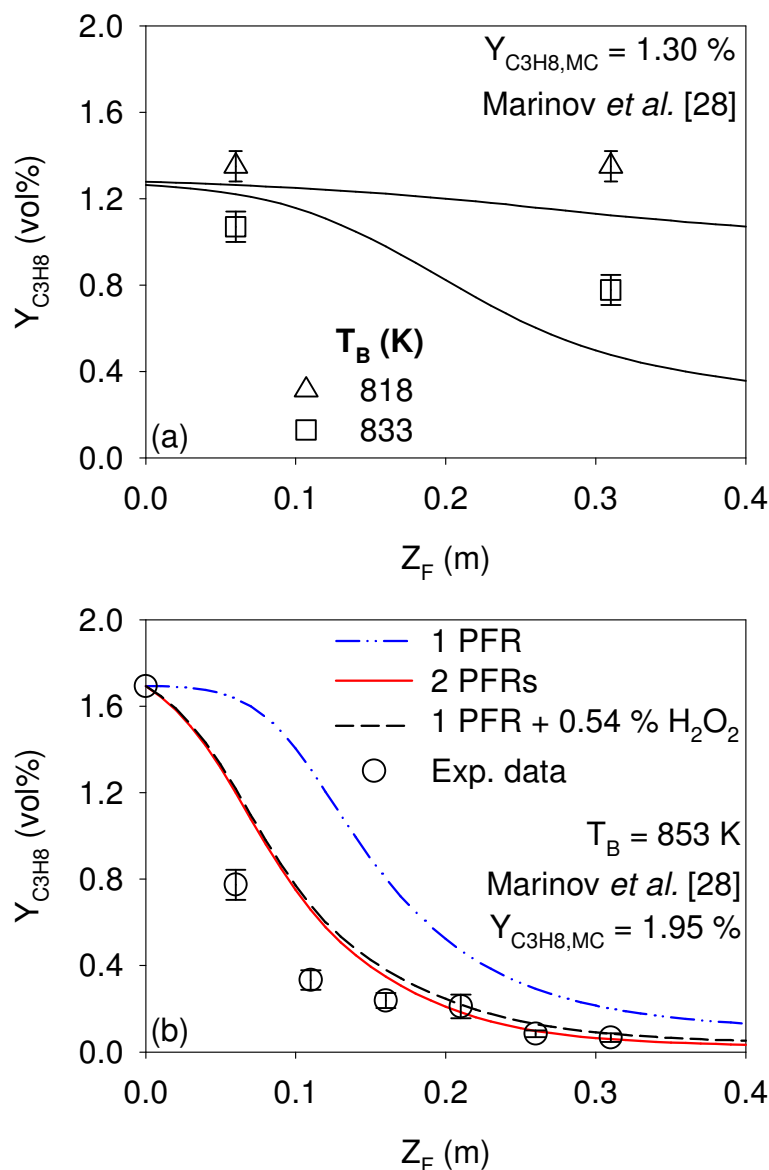 2.0
Y_C3H8,MC = 1.30 %
Marinov et al. [28]
1.6
1.2
Y_C3H8 (vol%)
0.8
T_B (K)
0.4
818
833
(a)
0.0
0.0 0.1 0.2 0.3 0.4
Z_F (m)
2.0
1 PFR
2 PFRs
1.6
1 PFR + 0.54 % H_2O_2
Exp. data
1.2
T_B = 853 K
Y_C3H8 (vol%)
Marinov et al. [28]
0.8
Y_C3H8,MC = 1.95 %
0.4
(b)
0.0
0.0 0.1 0.2 0.3 0.4
Z_F (m)